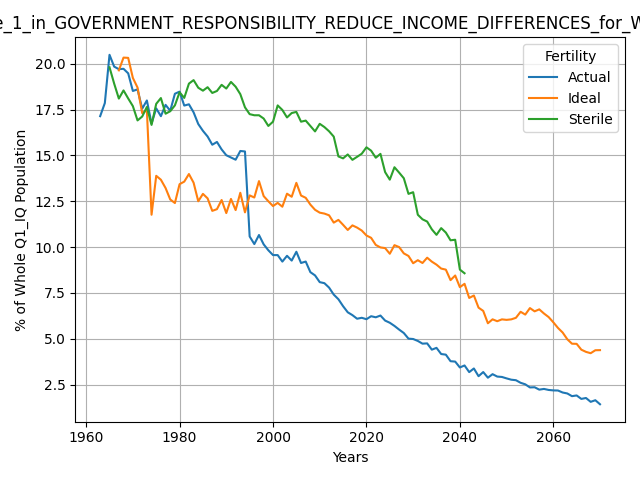 e_1_in_GOVERNMENT_RESPONSIBILITY_REDUCE_INCOME_DIFFERENCES_for_W
Fertility
Actual
Ideal
Sterile
% of Whole Q1_IQ Population
20.0
17.5
15.0
12.5
10.0
7.5
5.0
2.5
1960
1980
2000
2020
2040
2060
Years